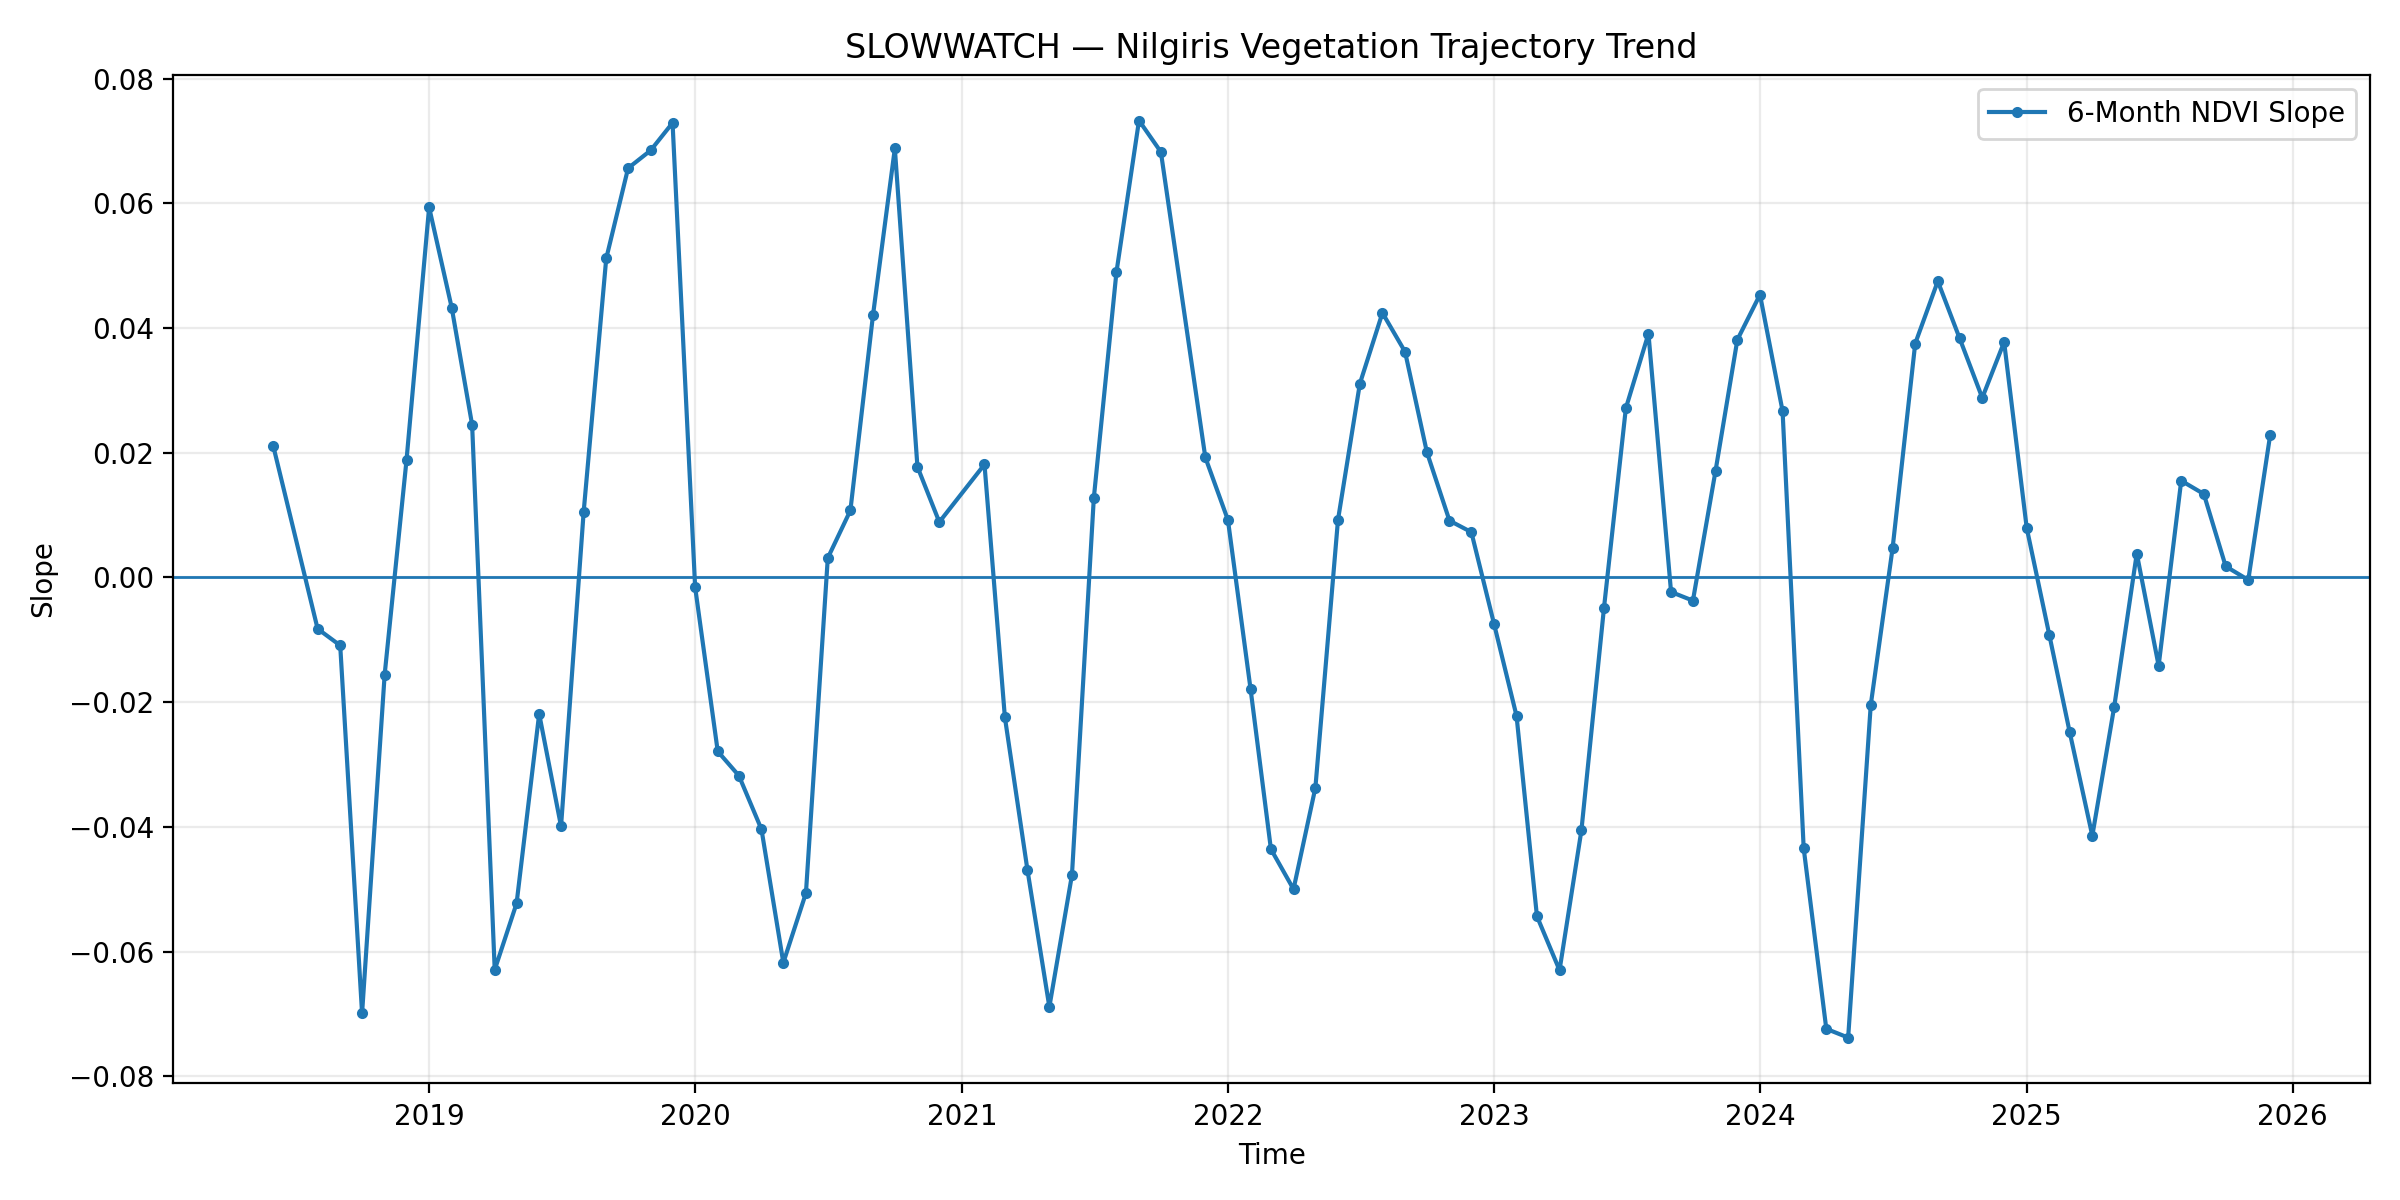 SLOWWATCH — Nilgiris Vegetation Trajectory Trend
6-Month NDVI Slope
Slope
0.08
0.06
0.04
0.02
0.00
−0.02
−0.04
−0.06
−0.08
2019 2020 2021 2022 2023 2024 2025 2026
Time